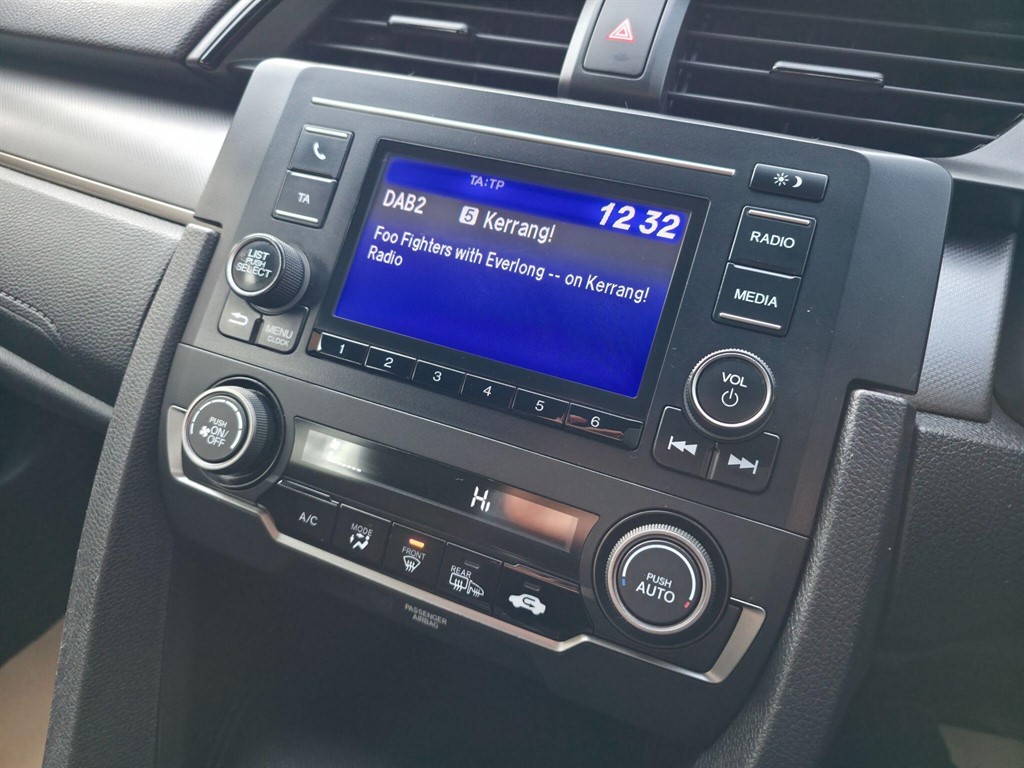 TA:TP
DAB2
5 Kerrang!
12 32
Foo Fighters with Everlong -- on Kerrang!
Radio
TA
LIST
PUSH
SELECT
MENU
CLOCK
RADIO
MEDIA
VOL
1 2 3 4 5 6
PUSH
ON/
OFF
Hi
A/C
MODE
FRONT
REAR
PUSH
AUTO
PASSENGER
AIRBAG